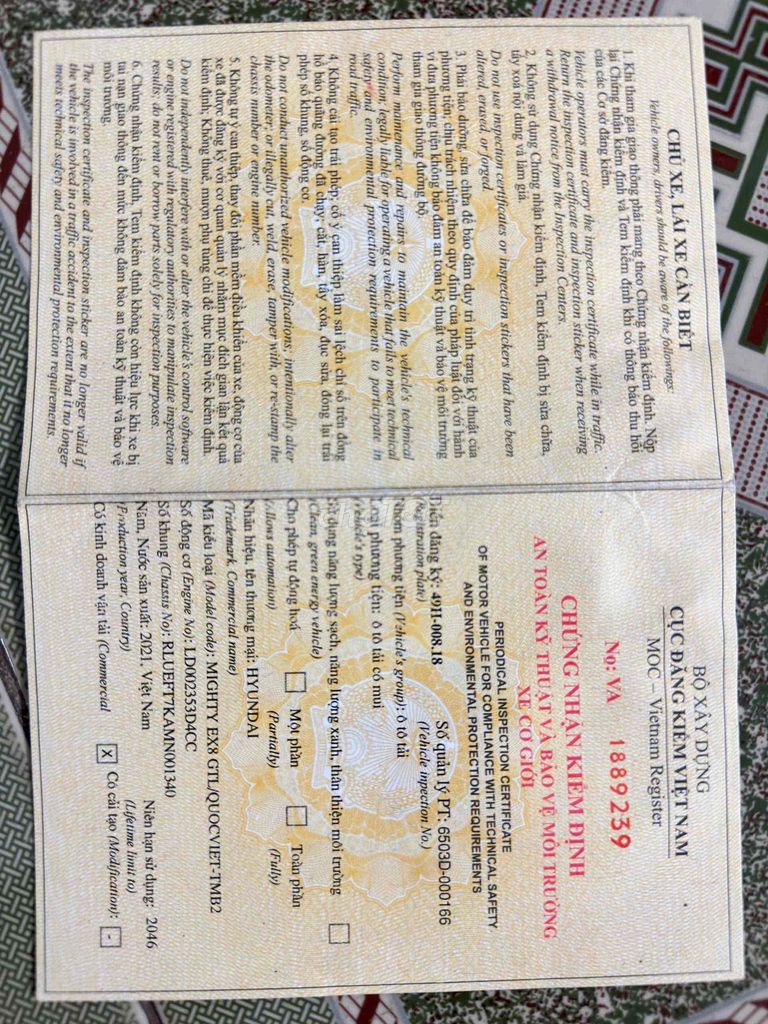 CHỦ XE, LÁI XE CẦN BIẾT
Vehicle owners, drivers should be aware of the followings:
1. Khi tham gia giao thông phải mang theo Chứng nhận kiểm định. Nộp
lại Chứng nhận kiểm định và Tem kiểm định khi có thông báo thu hồi
của các Cơ sở đăng kiểm.
Vehicle operators must carry the inspection certificate while in traffic.
Return the inspection certificate and inspection sticker when receiving
a withdrawal notice from the Inspection Centers.
2. Không sử dụng Chứng nhận kiểm định, Tem kiểm định bị sửa chữa,
tẩy xoá nội dung và làm giả.
Do not use inspection certificates or inspection stickers that have been
altered, erased, or forged.
3. Phải bảo dưỡng, sửa chữa để bảo đảm duy trì tình trạng kỹ thuật của
phương tiện; chịu trách nhiệm theo quy định của pháp luật đối với hành
vi đưa phương tiện không bảo đảm an toàn kỹ thuật và bảo vệ môi trường
tham gia giao thông đường bộ.
Perform maintenance and repairs to maintain the vehicle's technical
condition; legally liable for operating a vehicle that fails to meet technical
safety and environmental protection requirements to participate in
road traffic.
4. Không cải tạo trái phép; cố ý can thiệp làm sai lệch chỉ số trên đồng
hồ báo quãng đường đã chạy; cắt, hàn, tẩy xóa, đục sửa, đóng lại trái
phép số khung, số động cơ.
Do not conduct unauthorized vehicle modifications; intentionally alter
the odometer; or illegally cut, weld, erase, tamper with, or re-stamp the
chassis number or engine number.
5. Không tự ý can thiệp, thay đổi phần mềm điều khiển của xe, động cơ của
xe đã được đăng ký với cơ quan quản lý nhằm mục đích gian lận kết quả
kiểm định. Không thuê, mượn phụ tùng chỉ để thực hiện việc kiểm định.
Do not independently interfere with or alter the vehicle's control software
or engine registered with regulatory authorities to manipulate inspection
results; do not rent or borrow parts solely for inspection purposes.
6. Chứng nhận kiểm định, Tem kiểm định không còn hiệu lực khi xe bị
tai nạn giao thông đến mức không đảm bảo an toàn kỹ thuật và bảo vệ
môi trường.
The inspection certificate and inspection sticker are no longer valid if
the vehicle is involved in a traffic accident to the extent that it no longer
meets technical safety and environmental protection requirements.
BỘ XÂY DỰNG
CỤC ĐĂNG KIỂM VIỆT NAM
MOC – Vietnam Register
No: VA 1889239
CHỨNG NHẬN KIỂM ĐỊNH
AN TOÀN KỸ THUẬT VÀ BẢO VỆ MÔI TRƯỜNG
XE CƠ GIỚI
PERIODICAL INSPECTION CERTIFICATE
OF MOTOR VEHICLE FOR COMPLIANCE WITH TECHNICAL SAFETY
AND ENVIRONMENTAL PROTECTION REQUIREMENTS
Biển đăng ký: 49H-008.18 Số quản lý PT: 6503D-000166
(Registration plate) (Vehicle inpection No.)
Nhóm phương tiện (Vehicle's group): ô tô tải
Loại phương tiện: ô tô tải có mui;
(Vehicle's type)
Sử dụng năng lượng sạch, năng lượng xanh, thân thiện môi trường
(Clean, green energy vehicle)
Cho phép tự động hoá Một phần Toàn phần
(Allows automation) (Partially) (Fully)
Nhãn hiệu, tên thương mại: HYUNDAI
(Trademark, Commercial name)
Mã kiểu loại (Model code): MIGHTY EX8 GTL/QUOCVIET-TMB2
Số động cơ (Engine No): LD002353D4CC
Số khung (Chassis No): RLUEFT7KAMN001340
Năm, Nước sản xuất: 2021, Việt Nam Niên hạn sử dụng: 2046
(Production year, Country) (Lifetime limit to)
Có kinh doanh vận tải (Commercial X Có cải tạo (Modification): -